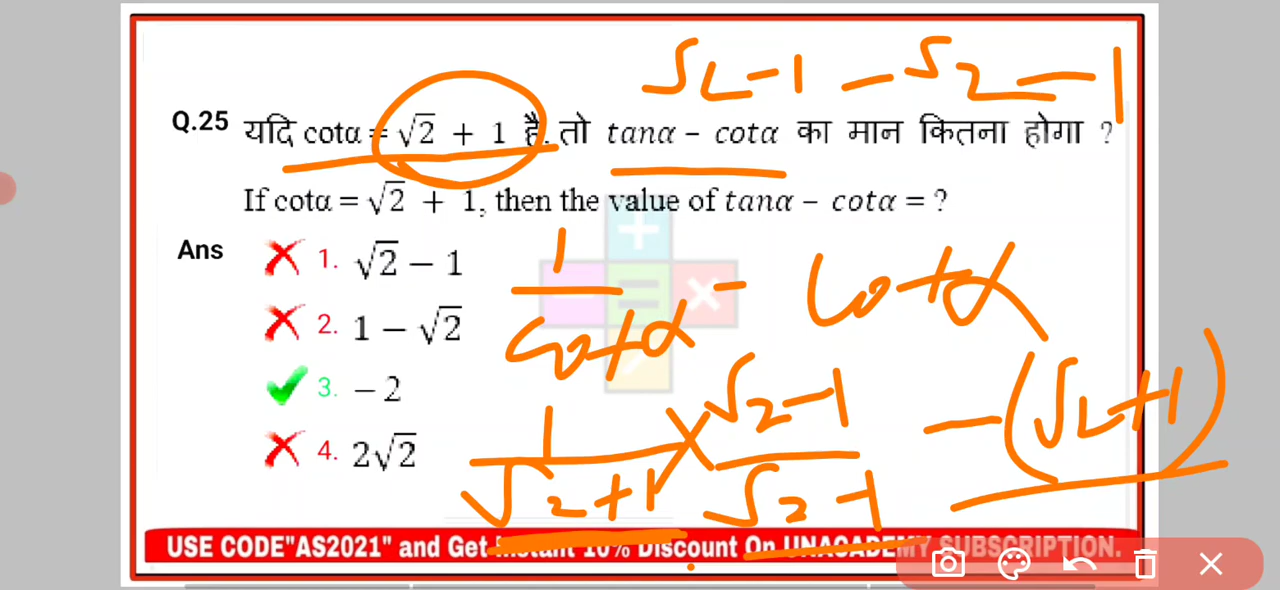 √2 - 1 - √2 - 1
Q.25 यदि cotα = √2 + 1 है, तो tanα − cotα का मान कितना होगा ?
If cotα = √2 + 1, then the value of tanα − cotα = ?
Ans
1. √2 − 1
2. 1 − √2
3. − 2
4. 2√2
1/cotα - cotα
1/√2+1 × √2-1/√2-1 - (√2+1)
USE CODE"AS2021" and Get Instant 10% Discount On UNACADEMY SUBSCRIPTION.